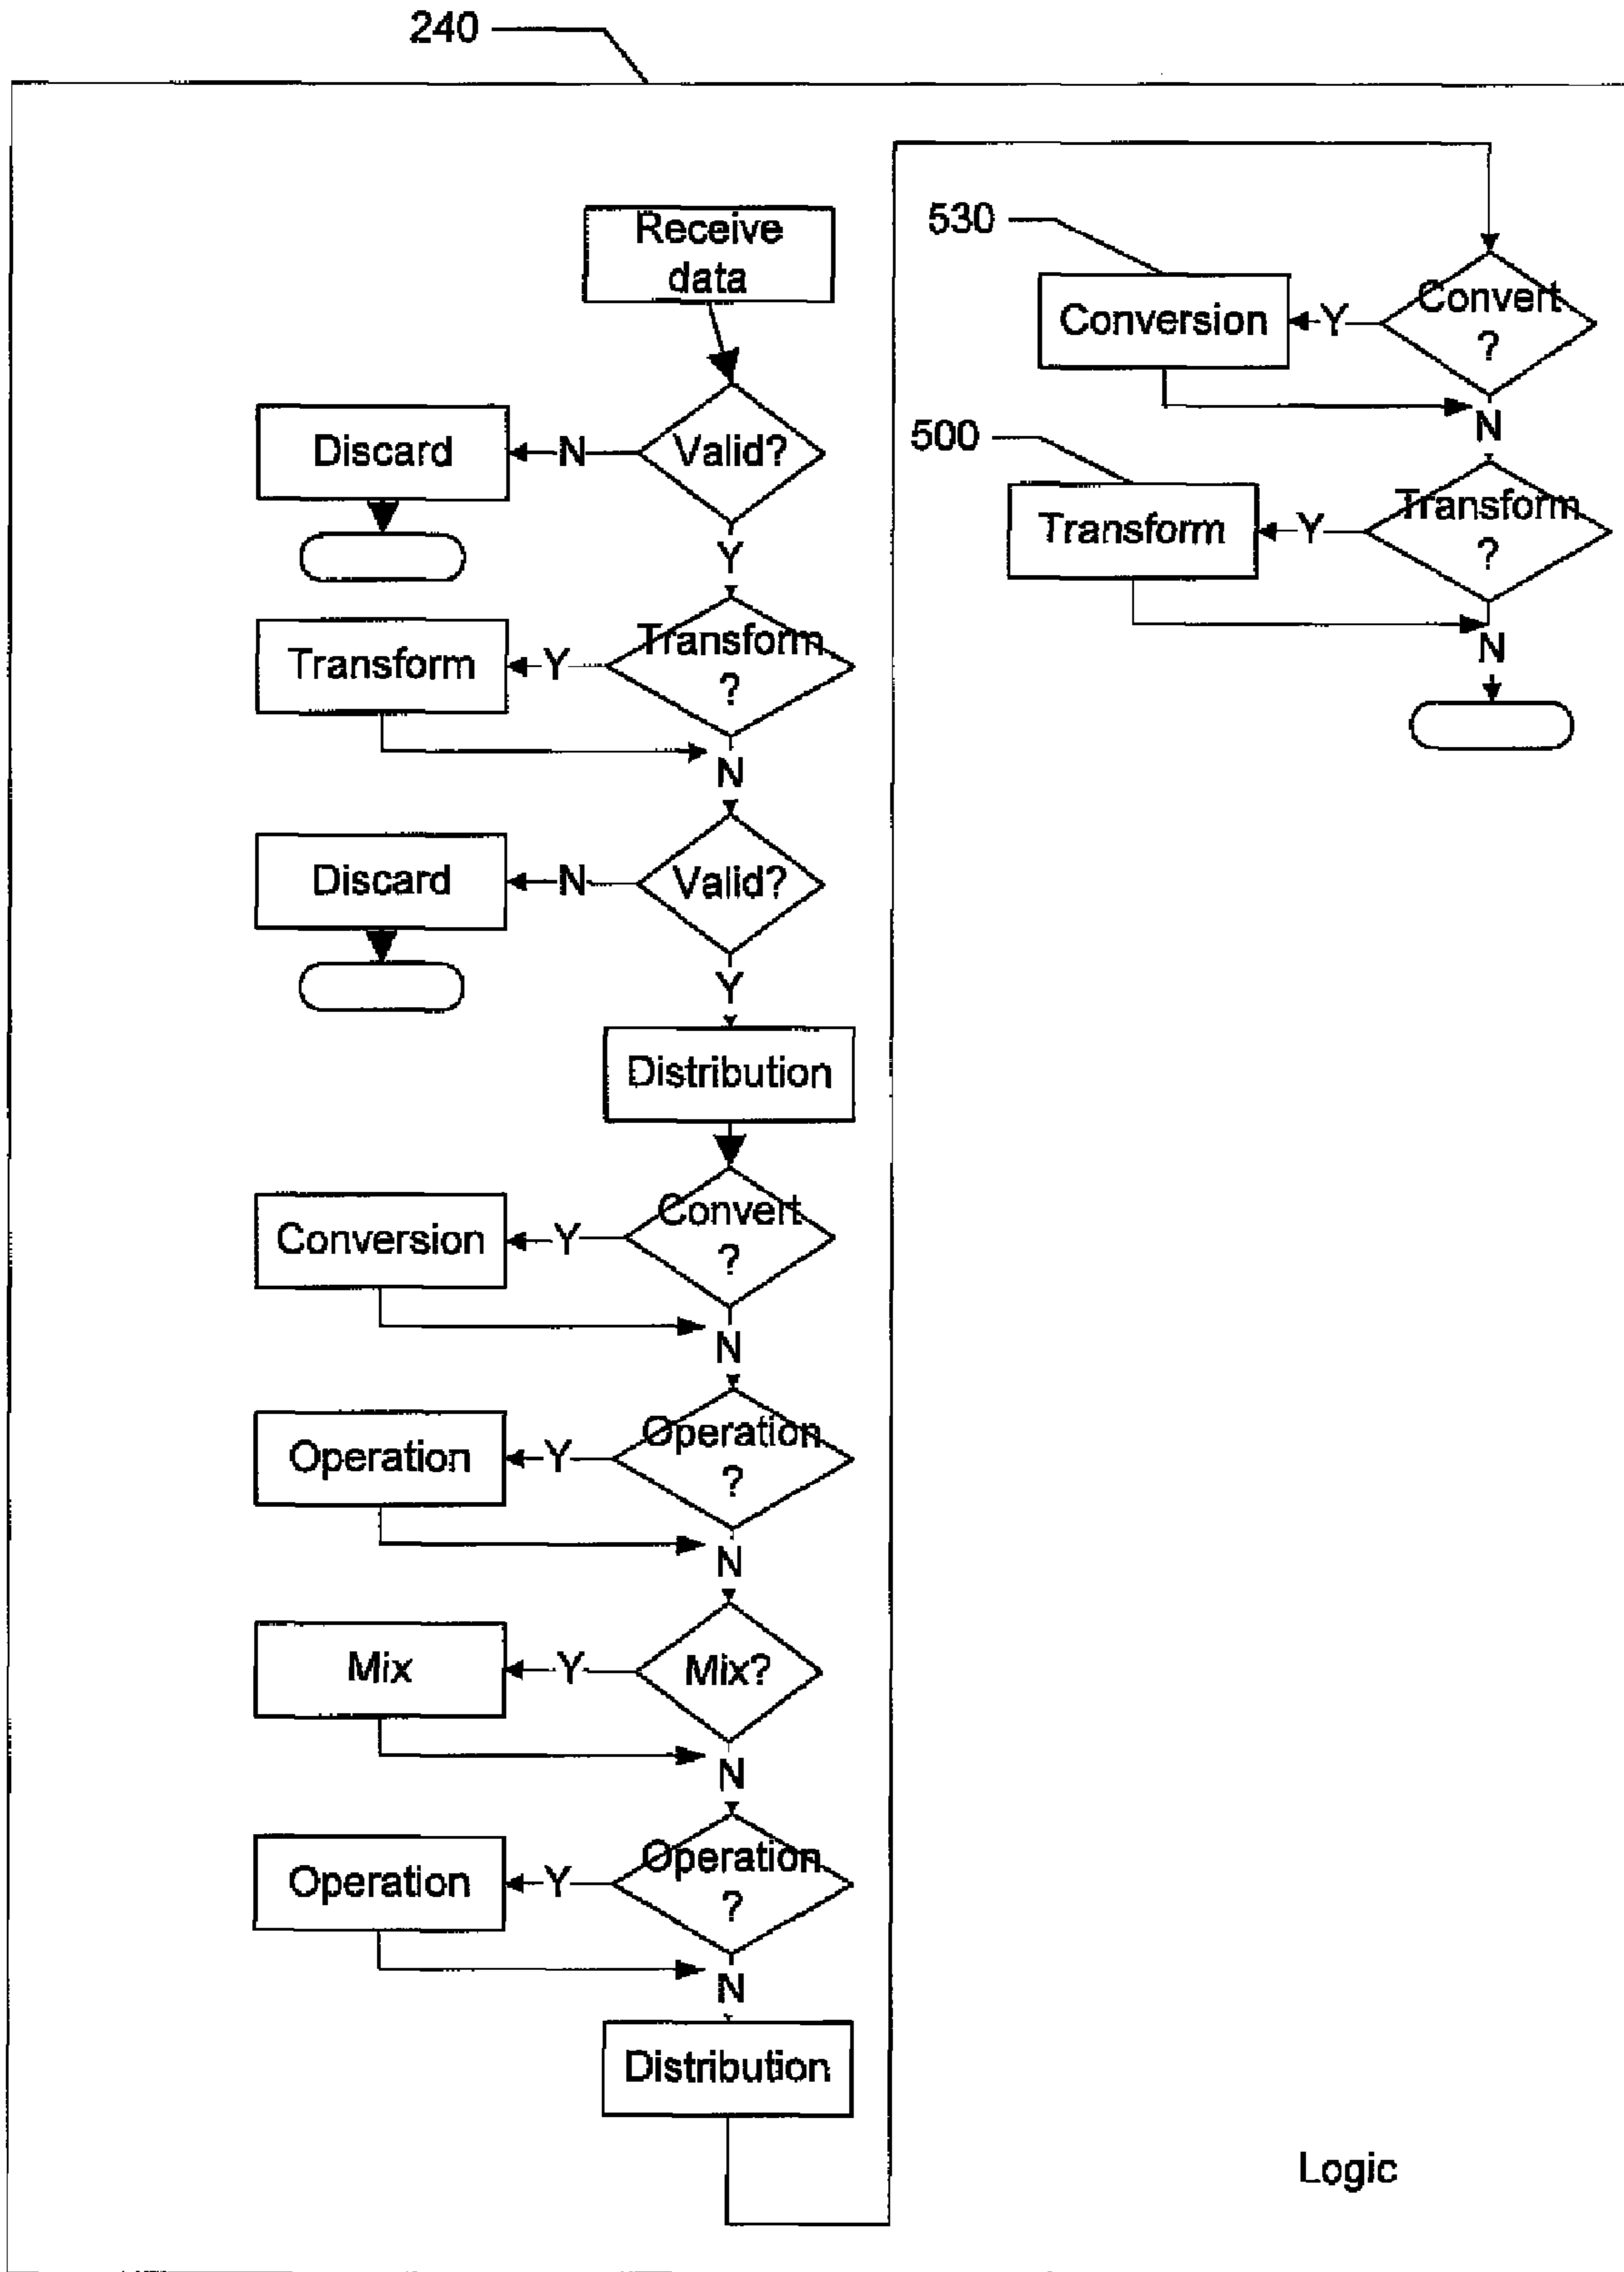 240
Receive
data
Discard
N
Valid?
Y
Transform
Y
Transform
?
N
Discard
N
Valid?
Y
Distribution
Conversion
Y
Convert
?
N
Operation
Y
Operation
?
N
Mix
Y
Mix?
N
Operation
Y
Operation
?
N
Distribution
530
Conversion
Y
Convert
?
N
500
Transform
Y
Transform
?
N
Logic